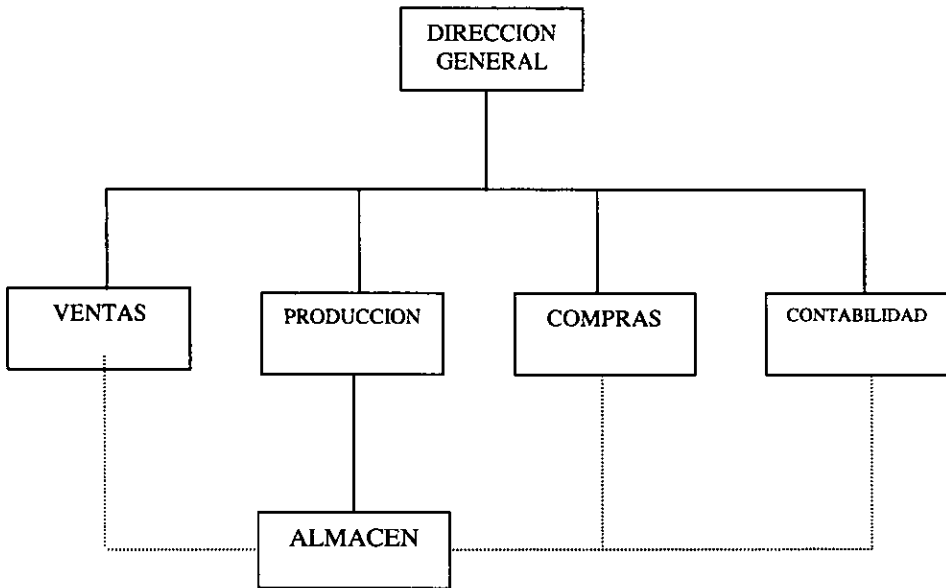 DIRECCION
GENERAL
VENTAS
PRODUCCION
COMPRAS
CONTABILIDAD
ALMACEN